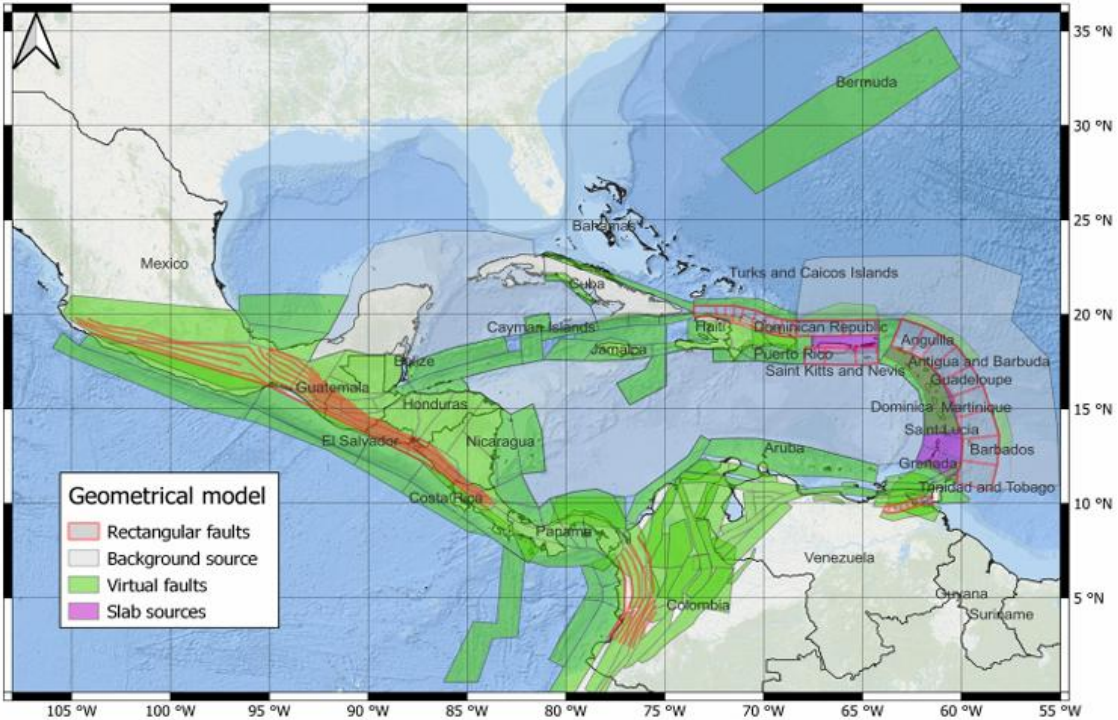 35 °N
Bermuda
30 °N
25 °N
Bahamas
Mexico
Turks and Caicos Islands
Cuba
20 °N
Cayman Islands
Haiti
Dominican Republic
Anguilla
Jamaica
Puerto Rico
Belize
Antigua and Barbuda
Saint Kitts and Nevis
Guadeloupe
Guatemala
Honduras
Dominica
Martinique
15 °N
Saint Lucia
El Salvador
Nicaragua
Aruba
Barbados
Grenada
Costa Rica
Trinidad and Tobago
10 °N
Panama
Venezuela
Guyana
5 °N
Colombia
Suriname
Geometrical model
Rectangular faults
Background source
Virtual faults
Slab sources
105 °W
100 °W
95 °W
90 °W
85 °W
80 °W
75 °W
70 °W
65 °W
60 °W
55 °W